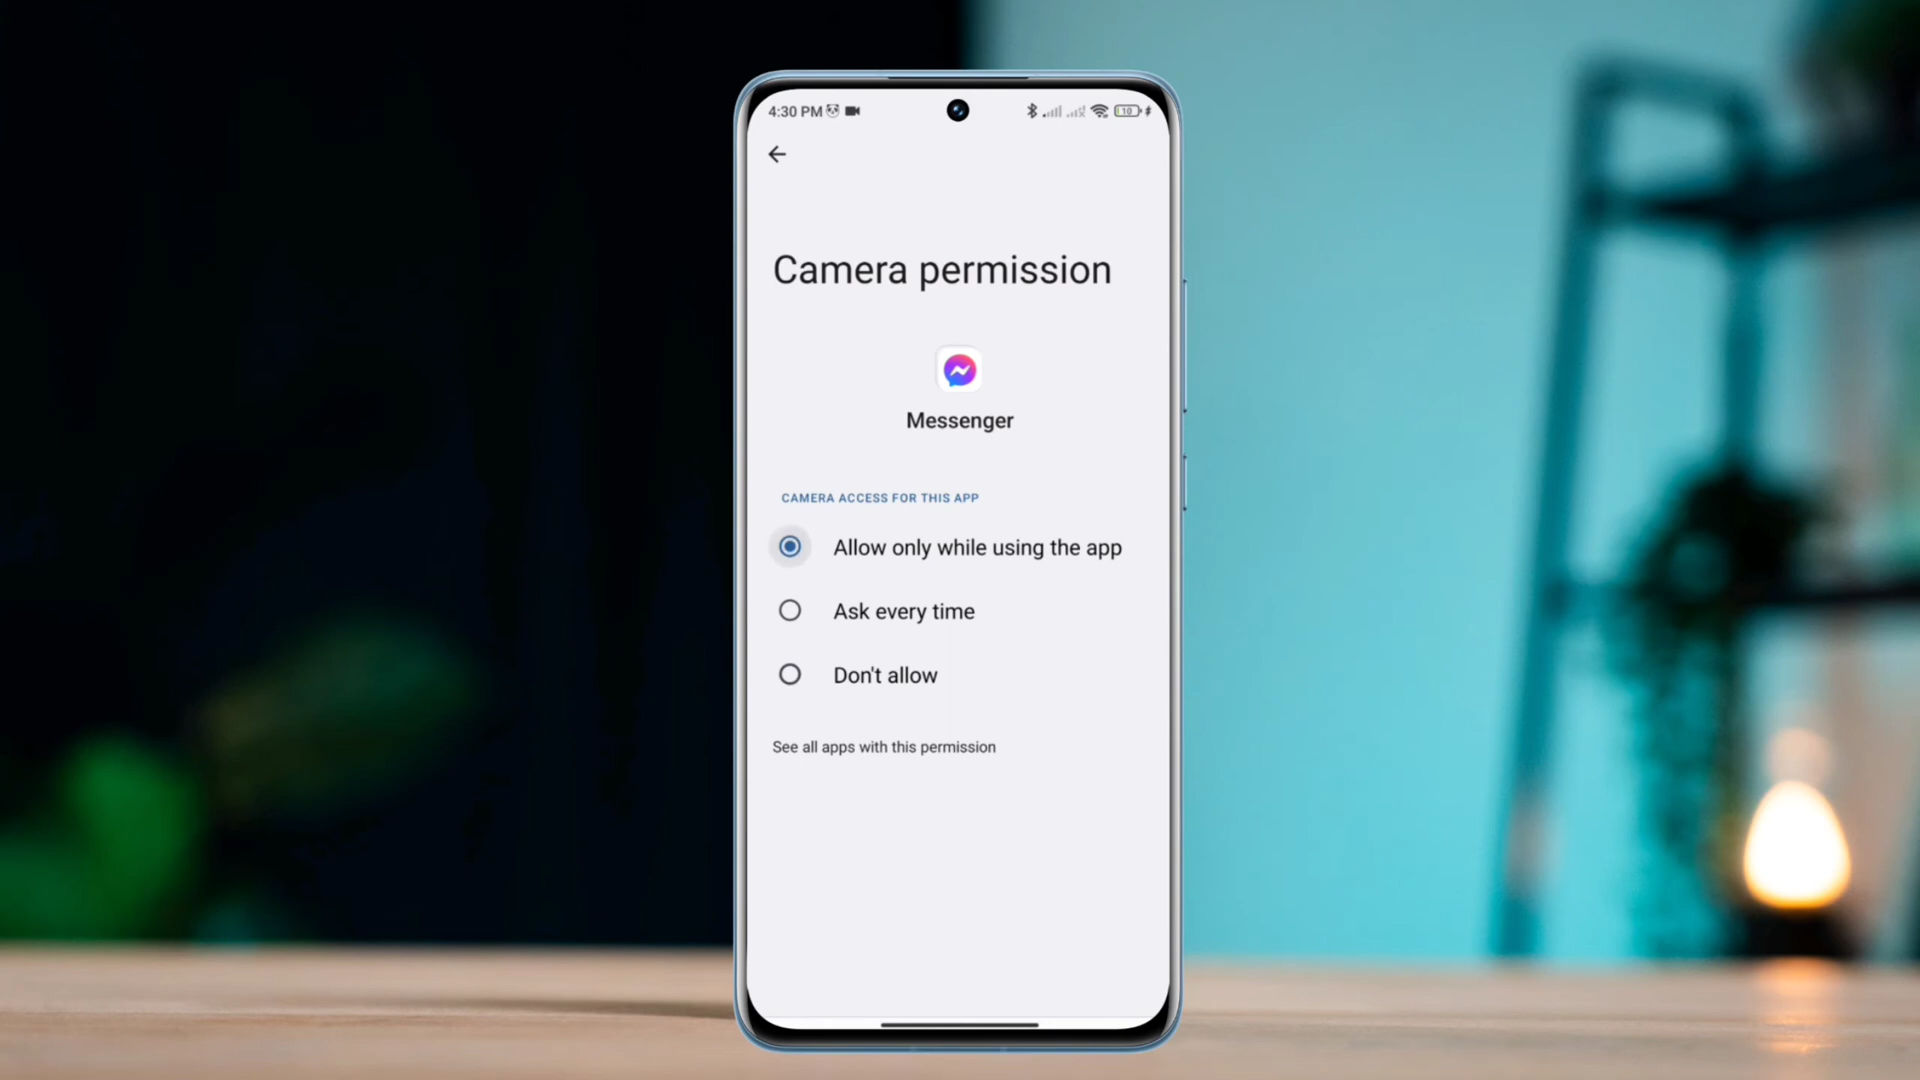 4:30 PM
10
Camera permission
Messenger
CAMERA ACCESS FOR THIS APP
Allow only while using the app
Ask every time
Don't allow
See all apps with this permission